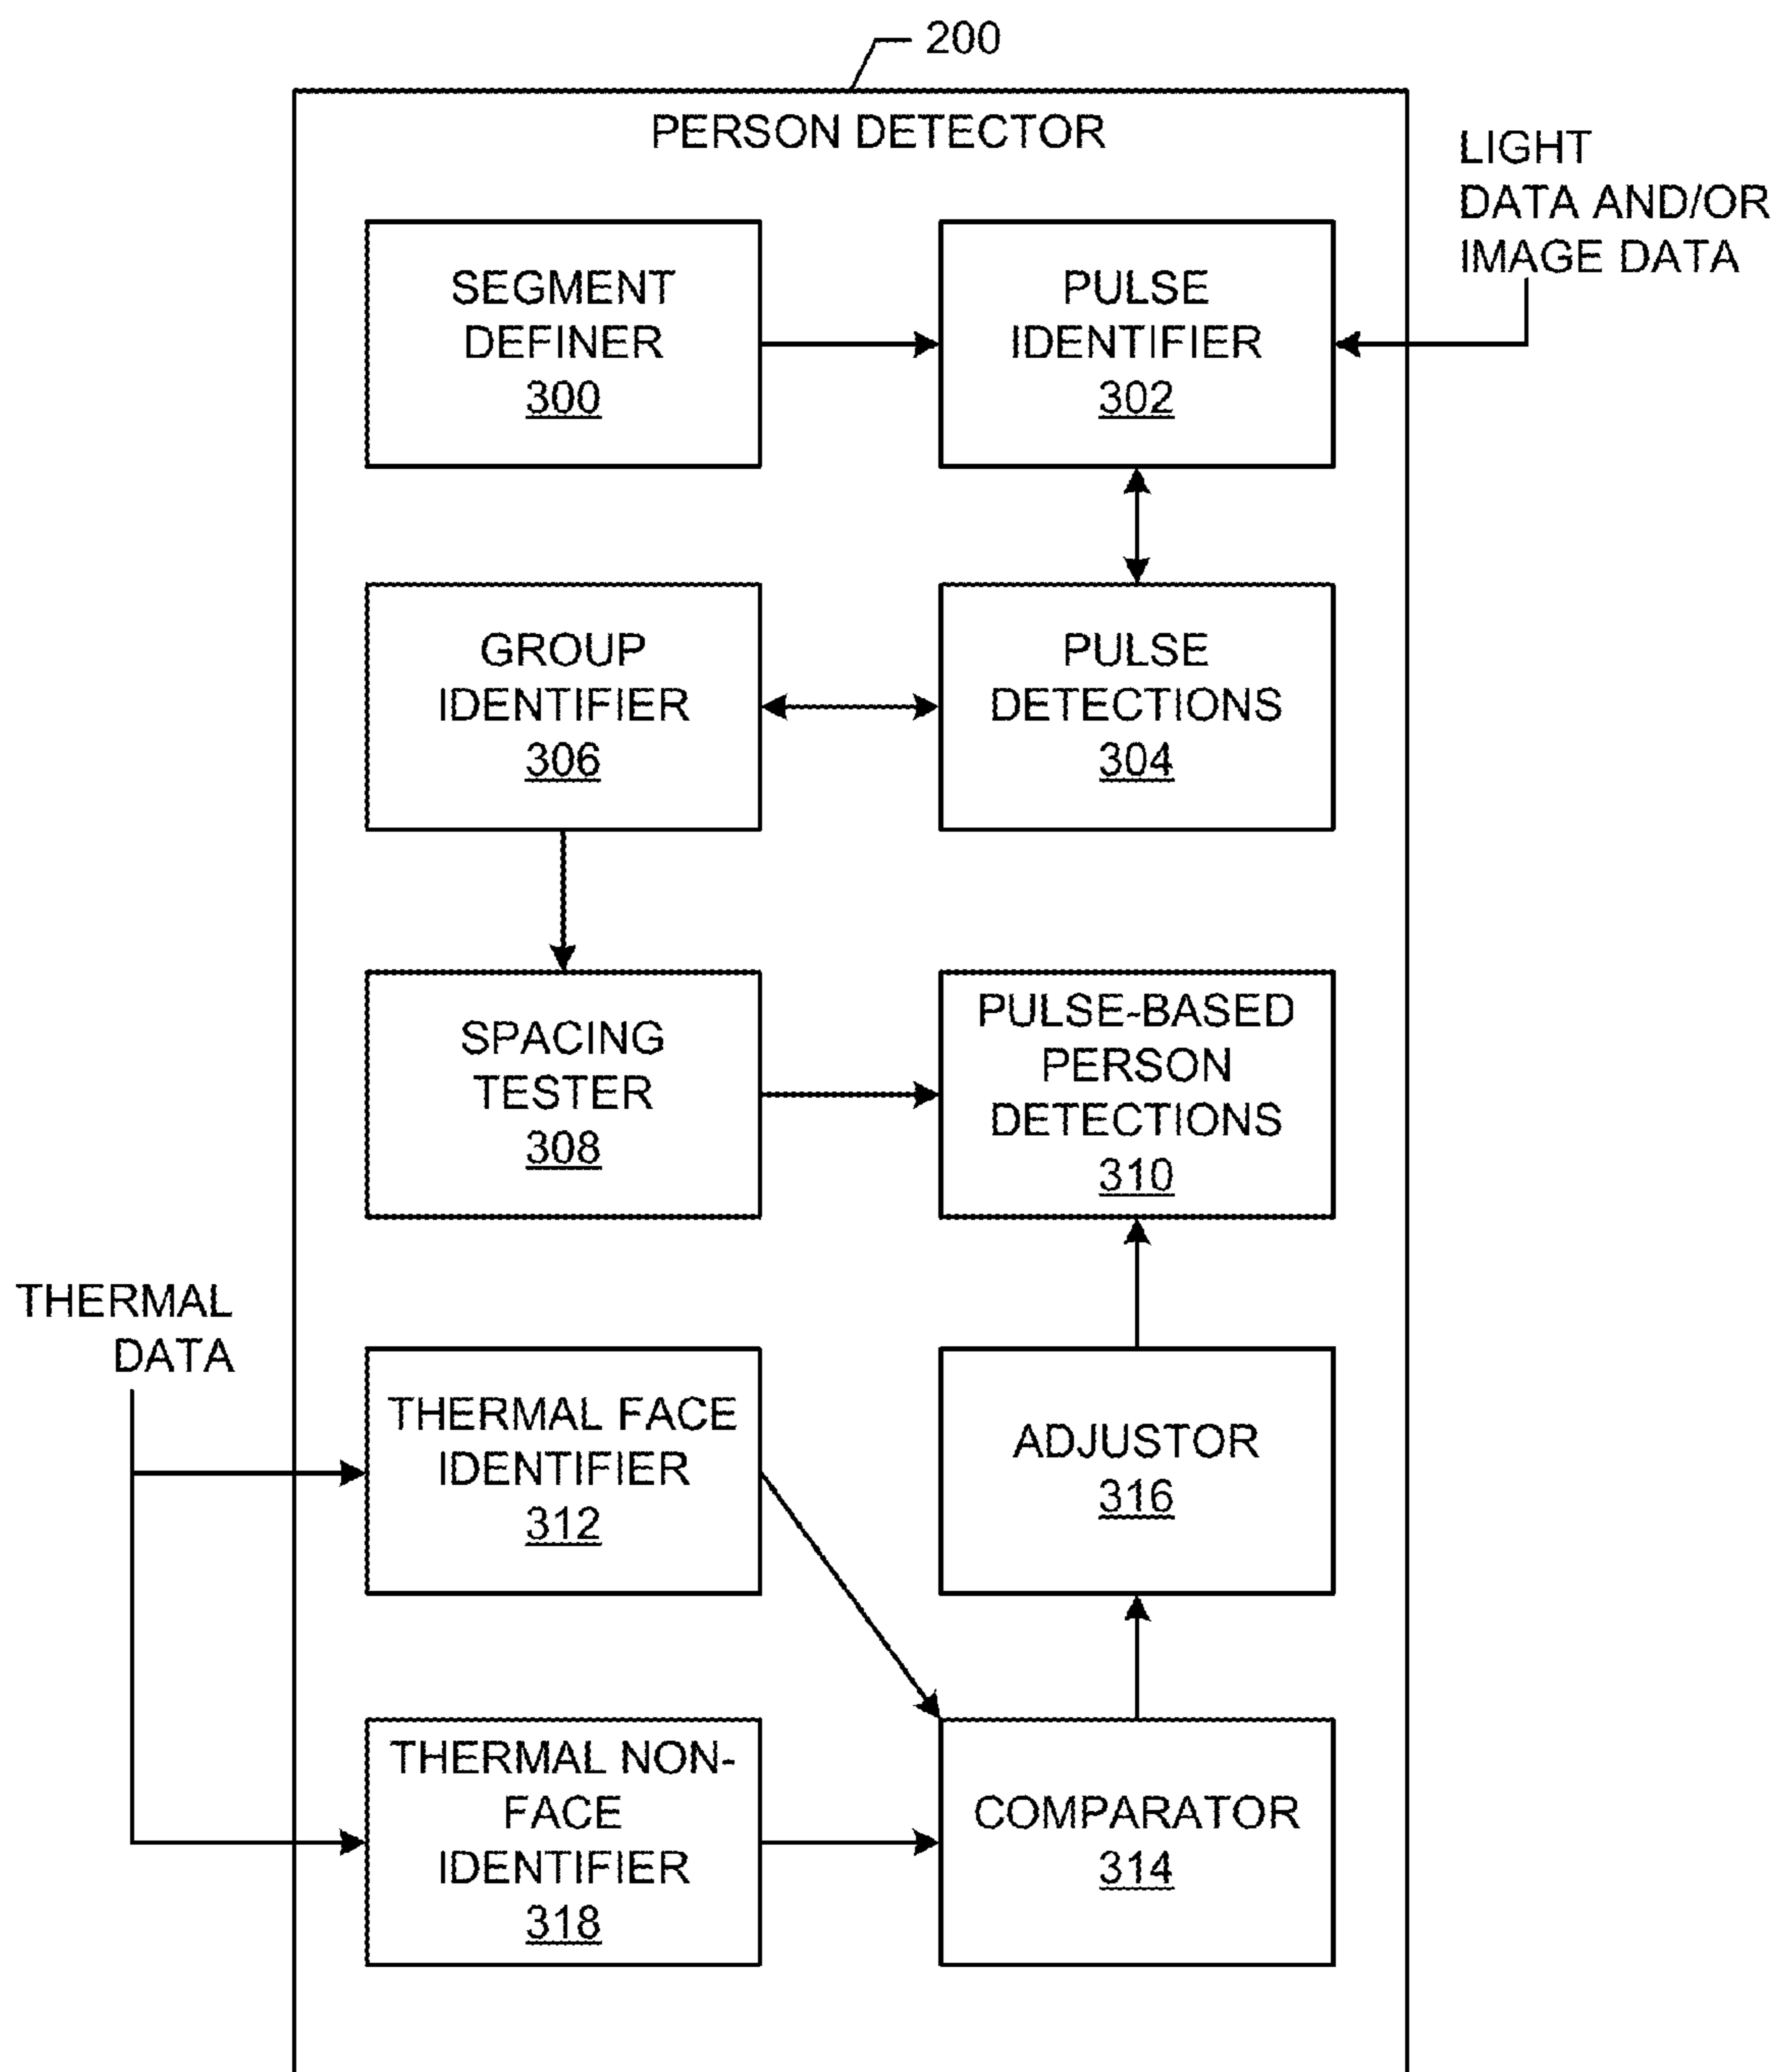 200
PERSON DETECTOR
LIGHT
DATA AND/OR
IMAGE DATA
SEGMENT
DEFINER
300
PULSE
IDENTIFIER
302
GROUP
IDENTIFIER
306
PULSE
DETECTIONS
304
SPACING
TESTER
308
PULSE-BASED
PERSON
DETECTIONS
310
THERMAL
DATA
THERMAL FACE
IDENTIFIER
312
ADJUSTOR
316
THERMAL NON-
FACE
IDENTIFIER
318
COMPARATOR
314